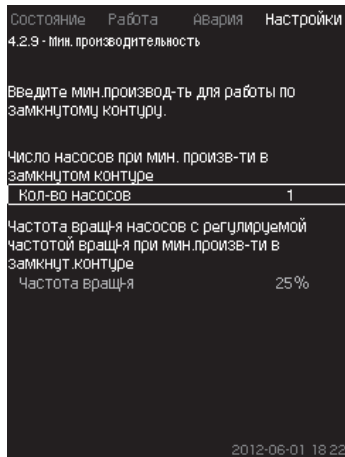 Состояние Работа Авария Настройки
4.2.9 - Мин. производительность
Введите мин.производ-ть для работы по
замкнутому контуру.
Число насосов при мин. произв-ти в
замкнутом контуре
Кол-во насосов 1
Частота вращ-я насосов с регулируемой
частотой вращ-я при мин.произв-ти в
замкнут.контуре
Частота вращ-я 25%
2012-06-01 18:22